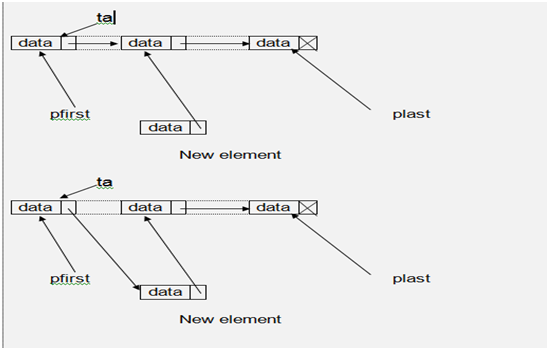 ta
data data data
pfirst plast
data
New element
ta
data data data
pfirst plast
data
New element